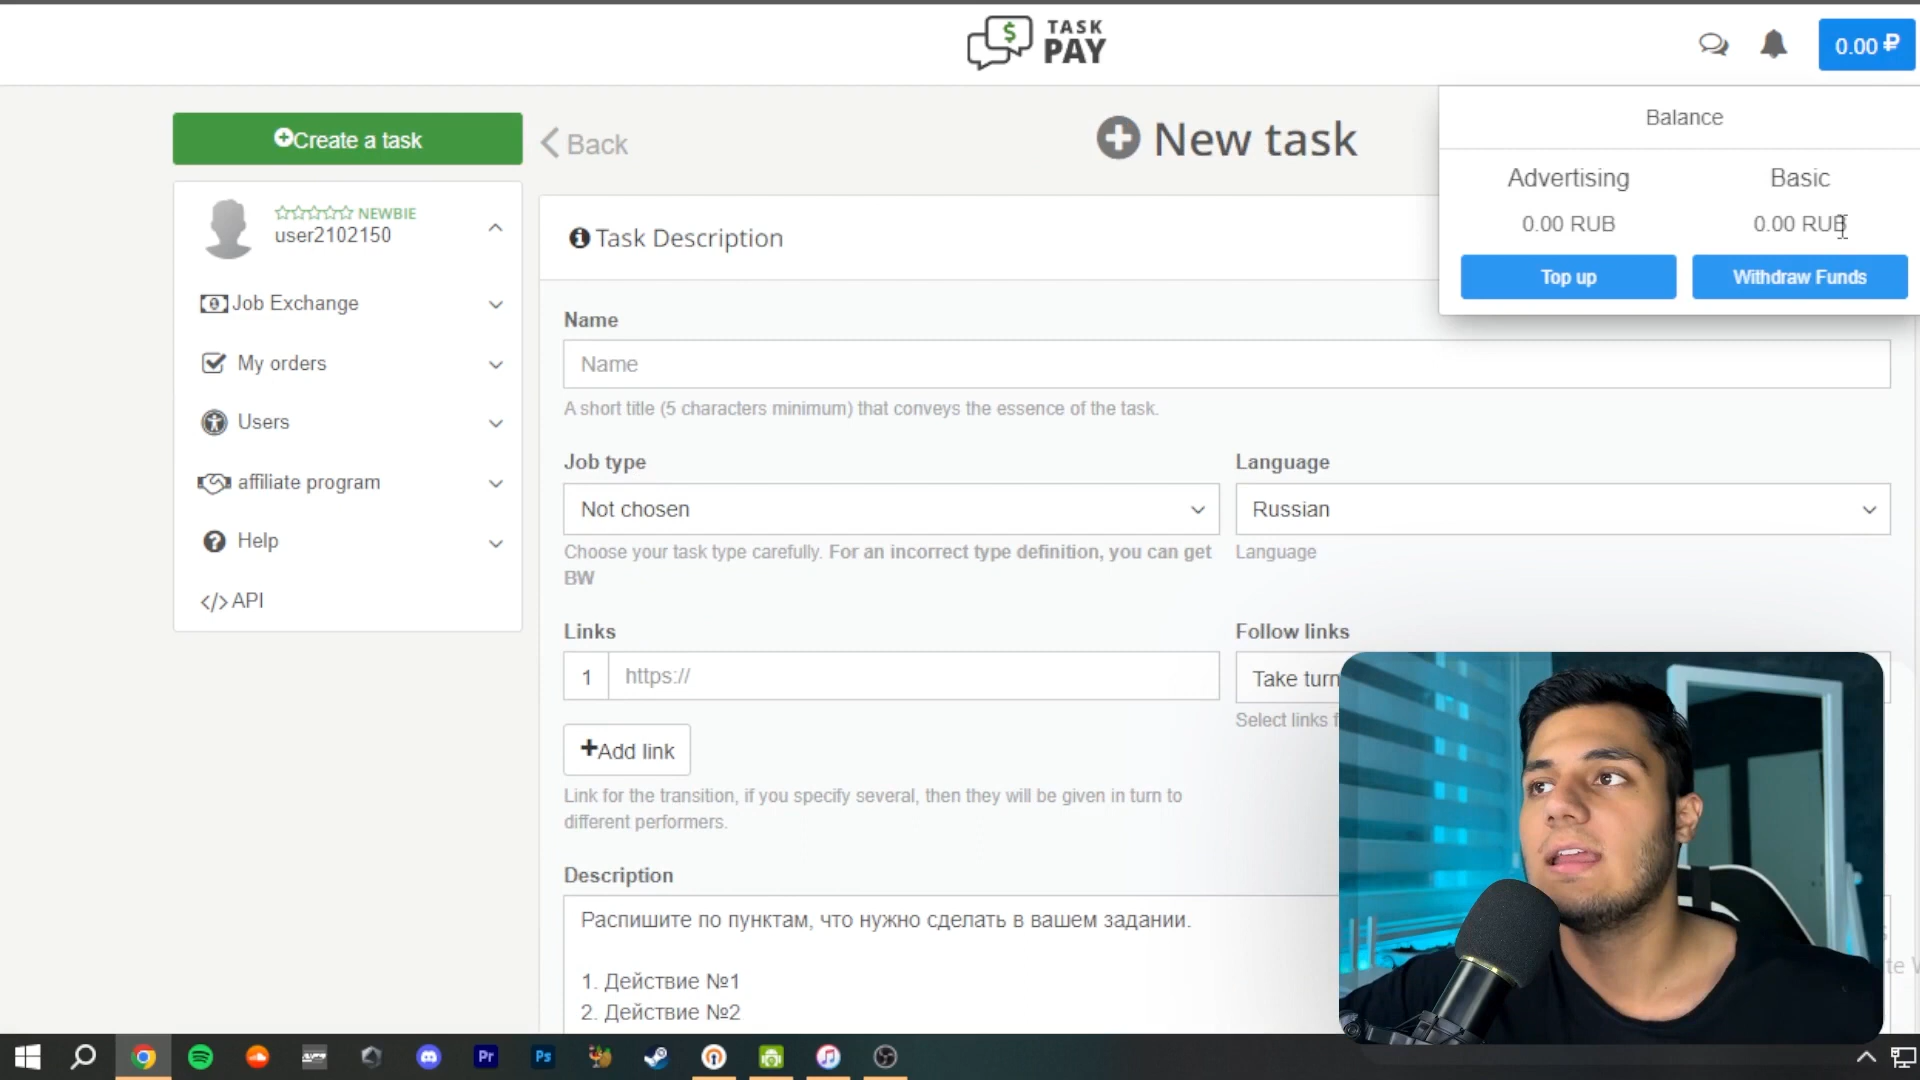 TASK
PAY
0.00 ₽
Create a task
Back
New task
Balance
Advertising
Basic
0.00 RUB
0.00 RUB
Top up
Withdraw Funds
NEWBIE
user2102150
Job Exchange
My orders
Users
affiliate program
Help
API
Task Description
Name
Name
A short title (5 characters minimum) that conveys the essence of the task.
Job type
Language
Not chosen
Russian
Choose your task type carefully. For an incorrect type definition, you can get
BW
Language
Links
Follow links
1
https://
Take turn
Select links f
Add link
Link for the transition, if you specify several, then they will be given in turn to
different performers.
Description
Распишите по пунктам, что нужно сделать в вашем задании.
1. Действие №1
2. Действие №2
Pr
Ps